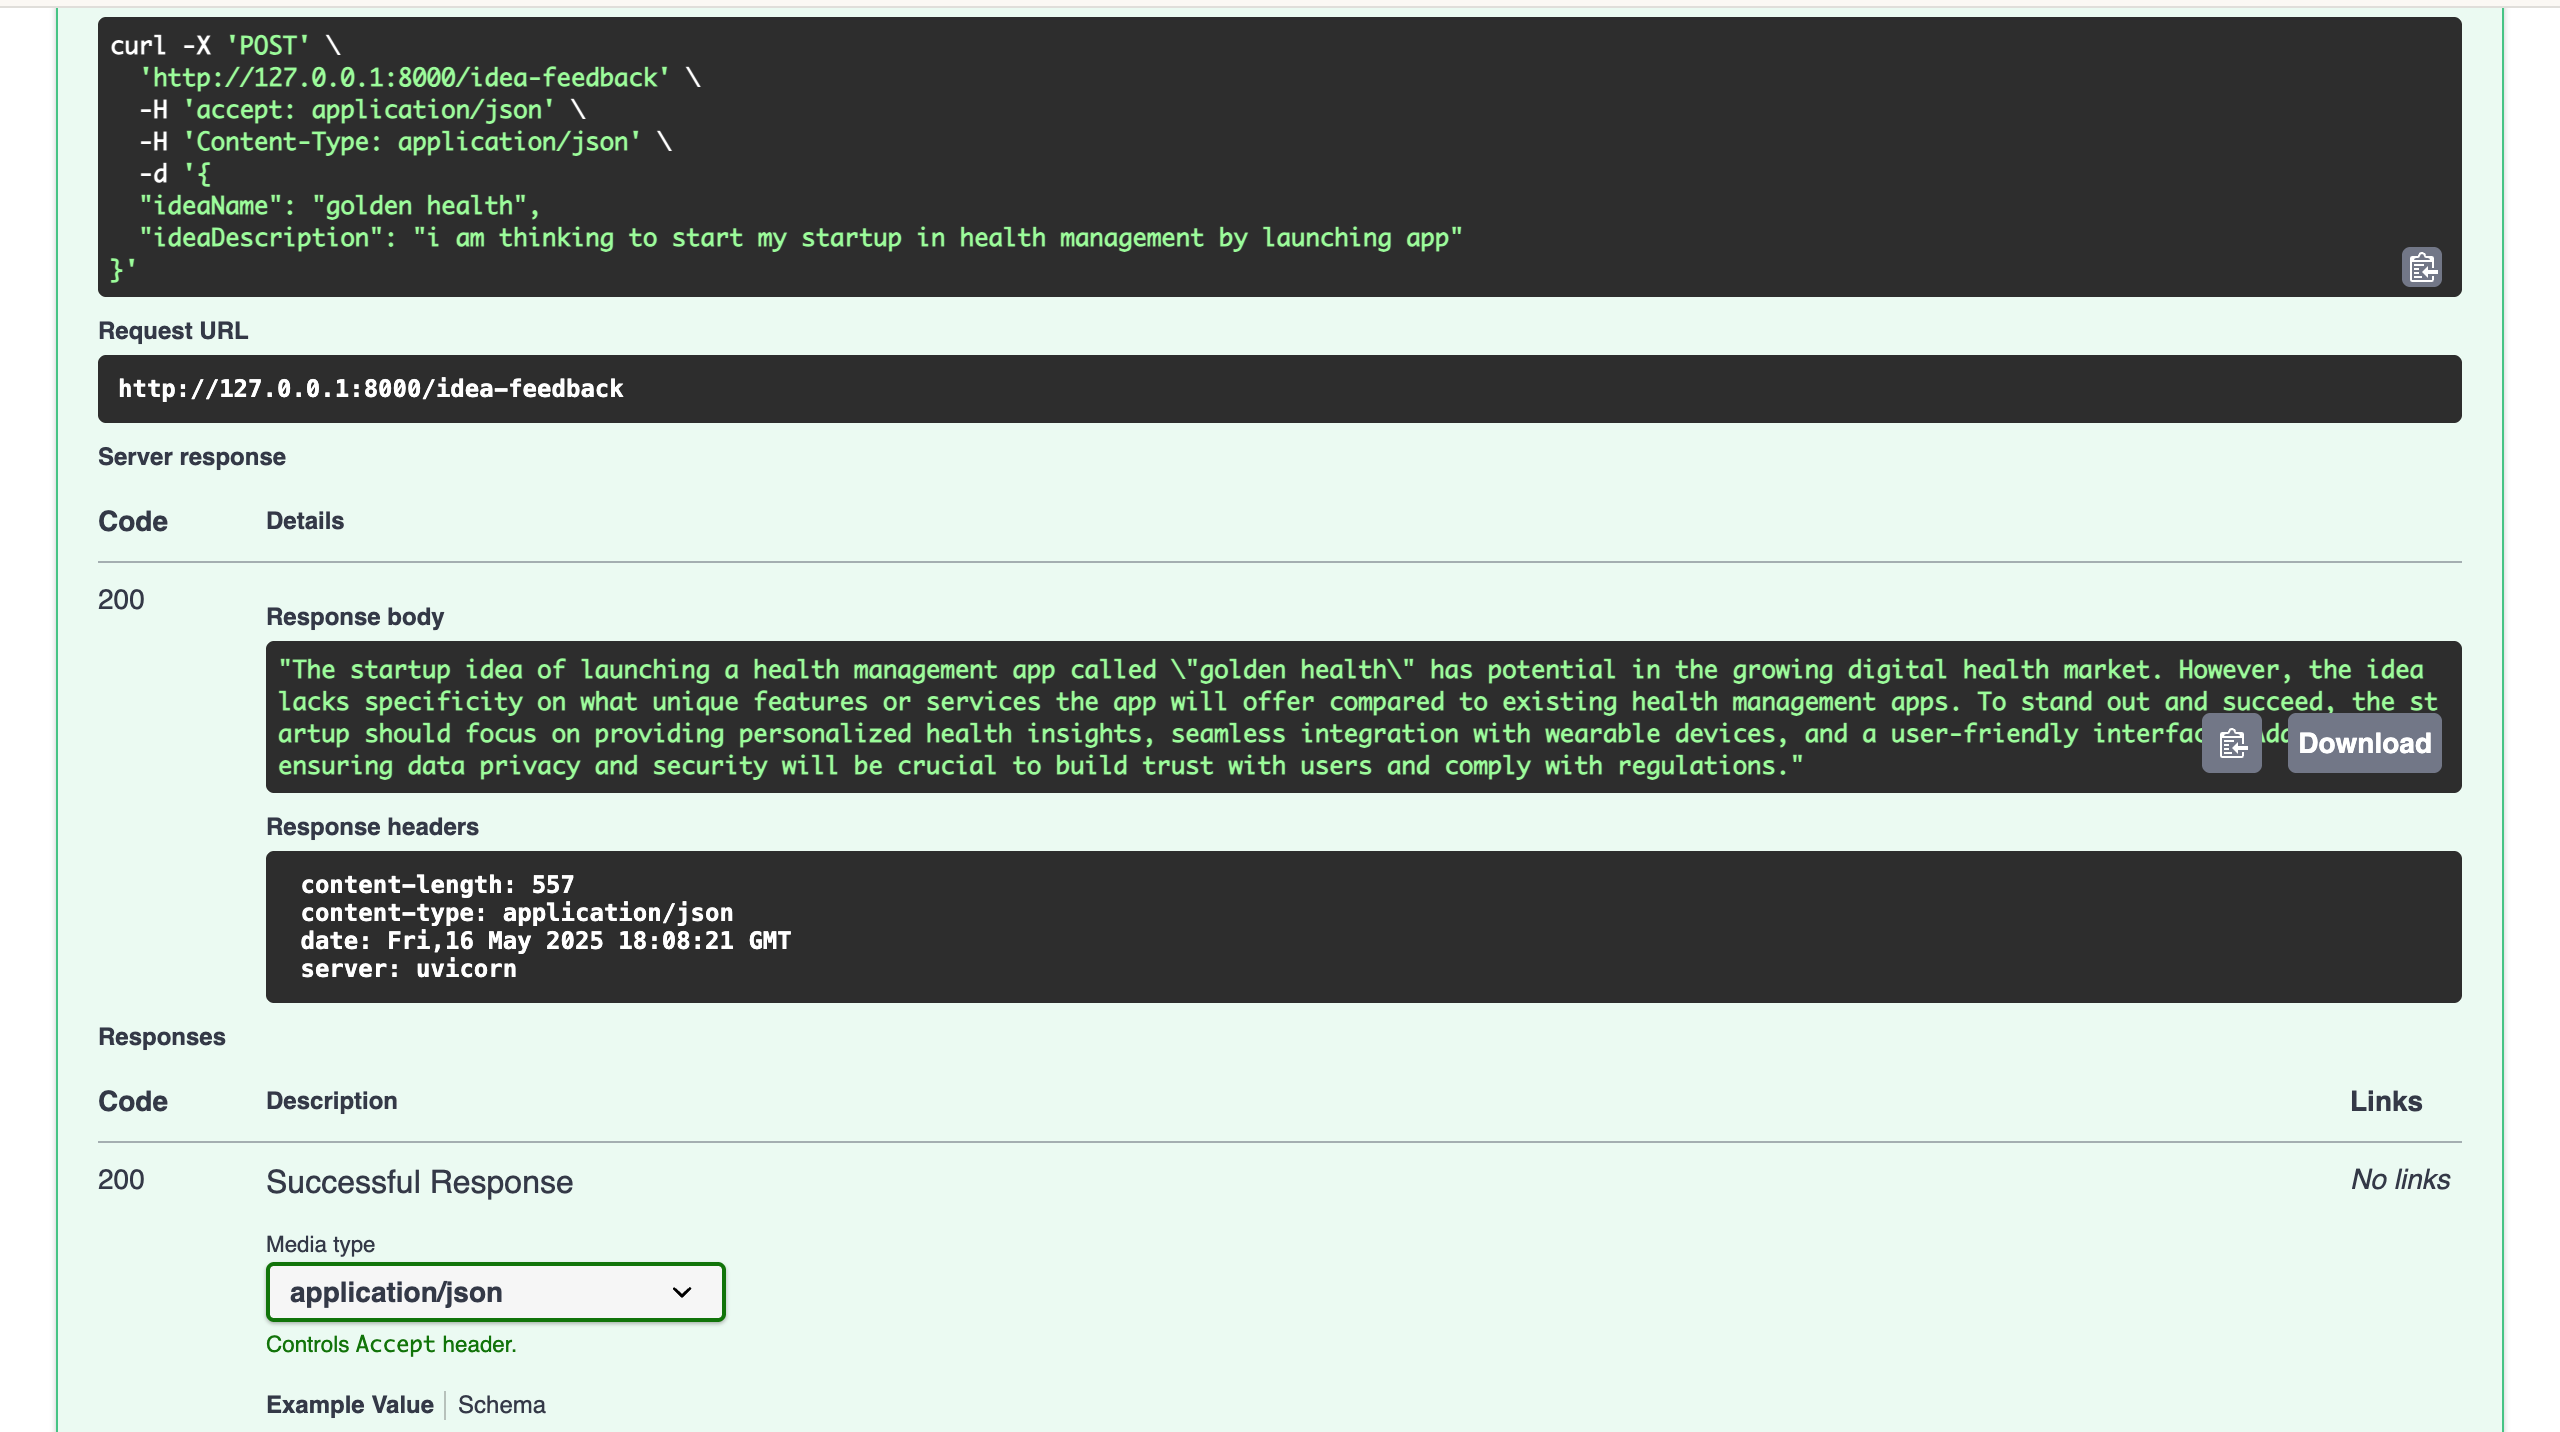 curl -X 'POST' \
'http://127.0.0.1:8000/idea-feedback' \
-H 'accept: application/json' \
-H 'Content-Type: application/json' \
-d '{
"ideaName": "golden health",
"ideaDescription": "i am thinking to start my startup in health management by launching app"
}'
Request URL
http://127.0.0.1:8000/idea-feedback
Server response
Code Details
200
Response body
"The startup idea of launching a health management app called \"golden health\" has potential in the growing digital health market. However, the idea
lacks specificity on what unique features or services the app will offer compared to existing health management apps. To stand out and succeed, the st
artup should focus on providing personalized health insights, seamless integration with wearable devices, and a user-friendly
Download
ensuring data privacy and security will be crucial to build trust with users and comply with regulations."
Response headers
content-length: 557
content-type: application/json
date: Fri,16 May 2025 18:08:21 GMT
server: uvicorn
Responses
Code Description Links
200 Successful Response No links
Media type
application/json
Controls Accept header.
Example Value Schema